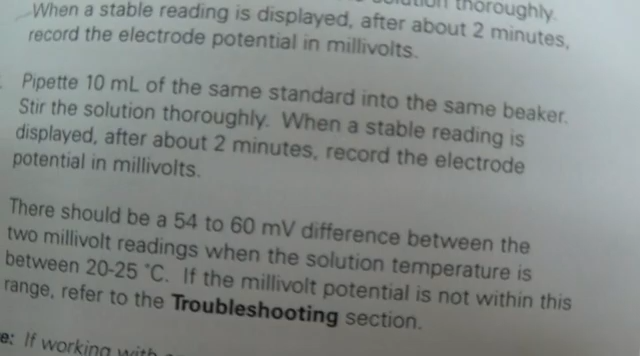 thoroughly.
When a stable reading is displayed, after about 2 minutes,
record the electrode potential in millivolts.
Pipette 10 mL of the same standard into the same beaker.
Stir the solution thoroughly. When a stable reading is
displayed, after about 2 minutes, record the electrode
potential in millivolts.
There should be a 54 to 60 mV difference between the
two millivolt readings when the solution temperature is
between 20-25 °C. If the millivolt potential is not within this
range, refer to the Troubleshooting section.
If working with